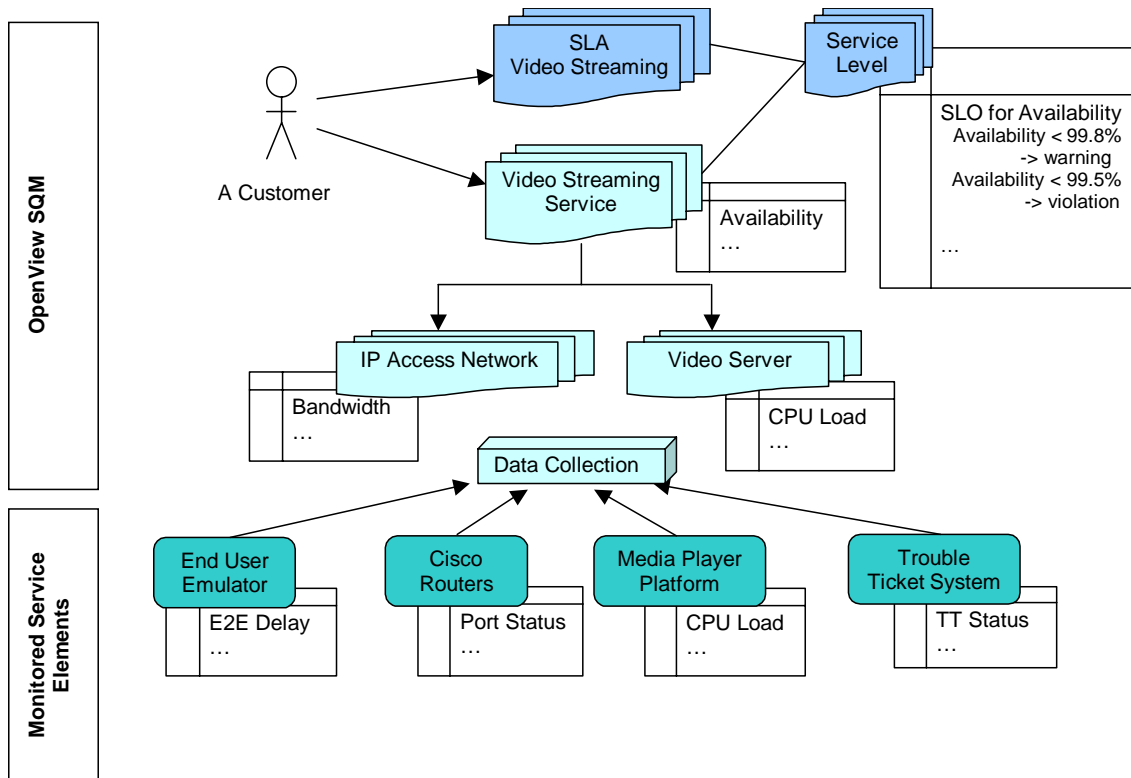 SLA
Video Streaming
Service
Level
SLO for Availability
Availability < 99.8%
-> warning
Availability < 99.5%
-> violation
…
A Customer
Video Streaming
Service
Availability
…
OpenView SQM
IP Access Network
Video Server
Bandwidth
…
CPU Load
…
Data Collection
Monitored Service
Elements
End User
Emulator
Cisco
Routers
Media Player
Platform
Trouble
Ticket System
E2E Delay
…
Port Status
…
CPU Load
…
TT Status
…